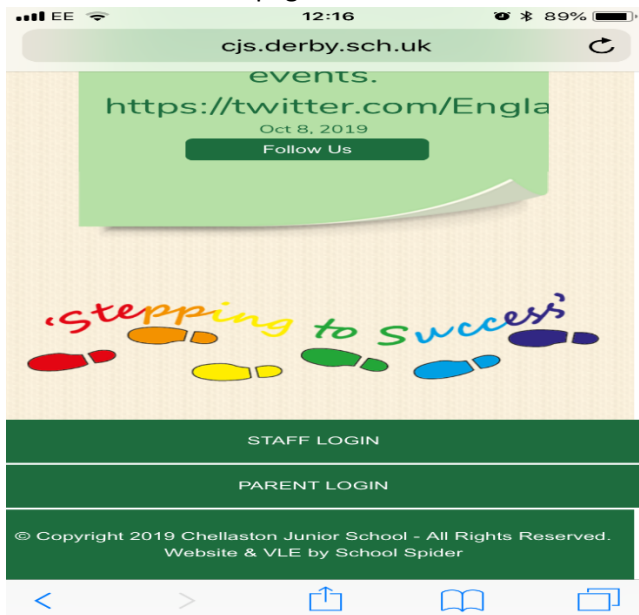 EE 12:16 89%
cjs.derby.sch.uk
events.
https://twitter.com/Engla
Oct 8, 2019
Follow Us
'Stepping to Success'
STAFF LOGIN
PARENT LOGIN
© Copyright 2019 Chellaston Junior School - All Rights Reserved.
Website & VLE by School Spider